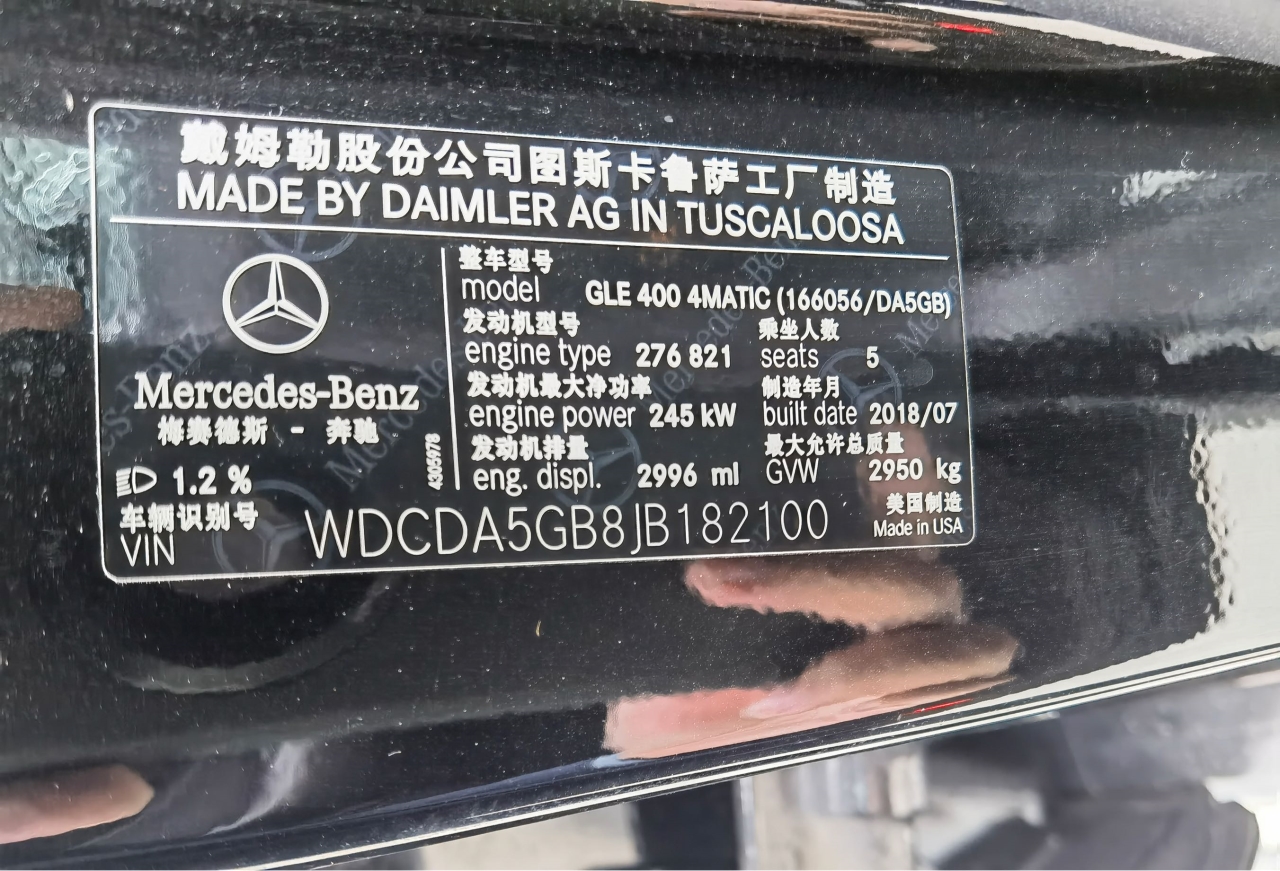 戴姆勒股份公司图斯卡鲁萨工厂制造
MADE BY DAIMLER AG IN TUSCALOOSA
Mercedes-Benz
梅赛德斯 - 奔驰
1.2 %
4305978
整车型号
model GLE 400 4MATIC (166056/DA5GB)
发动机型号 乘坐人数
engine type 276 821 seats 5
发动机最大净功率 制造年月
engine power 245 kW built date 2018/07
发动机排量 最大允许总质量
eng. displ. 2996 ml GVW 2950 kg
车辆识别号 美国制造
VIN WDCDA5GB8JB182100 Made in USA